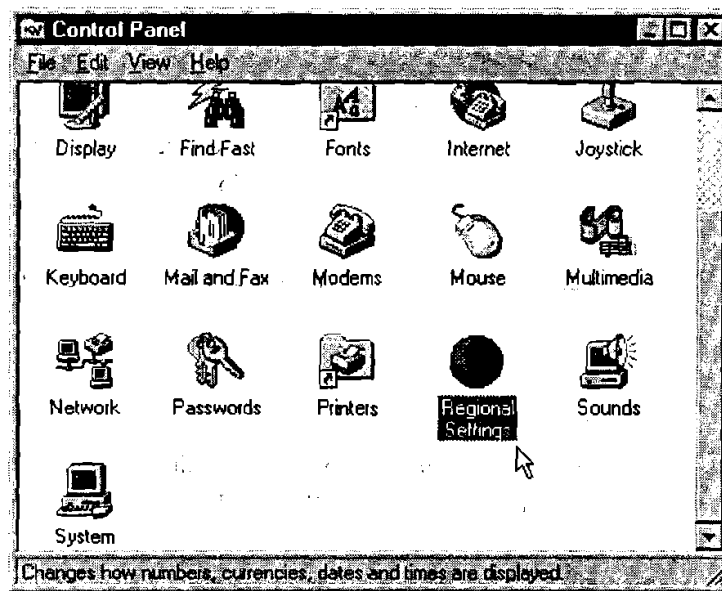 Control Panel
File Edit View Help
Display Find Fast Fonts Internet Joystick
Keyboard Mail and Fax Modems Mouse Multimedia
Network Passwords Printers Regional Settings Sounds
System
Changes how numbers, currencies, dates and times are displayed.